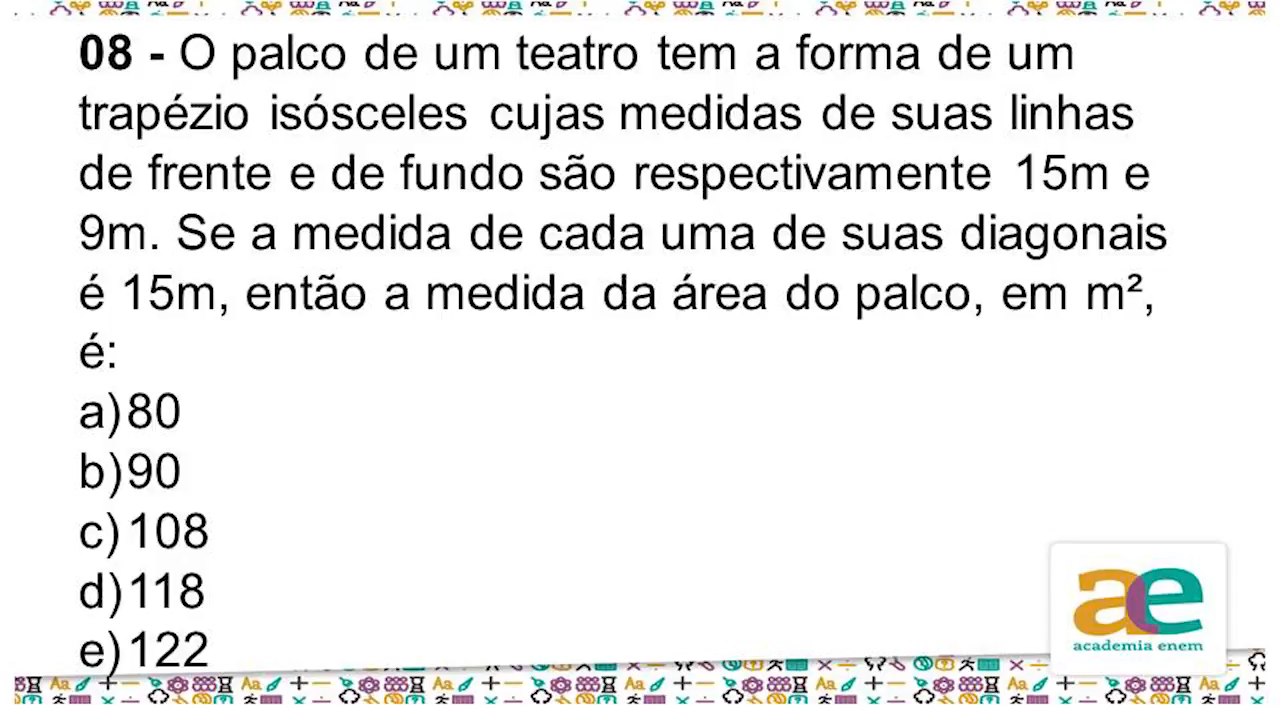 08 - O palco de um teatro tem a forma de um
trapézio isósceles cujas medidas de suas linhas
de frente e de fundo são respectivamente 15m e
9m. Se a medida de cada uma de suas diagonais
é 15m, então a medida da área do palco, em m²,
é:
a)80
b)90
c)108
d)118
e)122
ae
academia enem